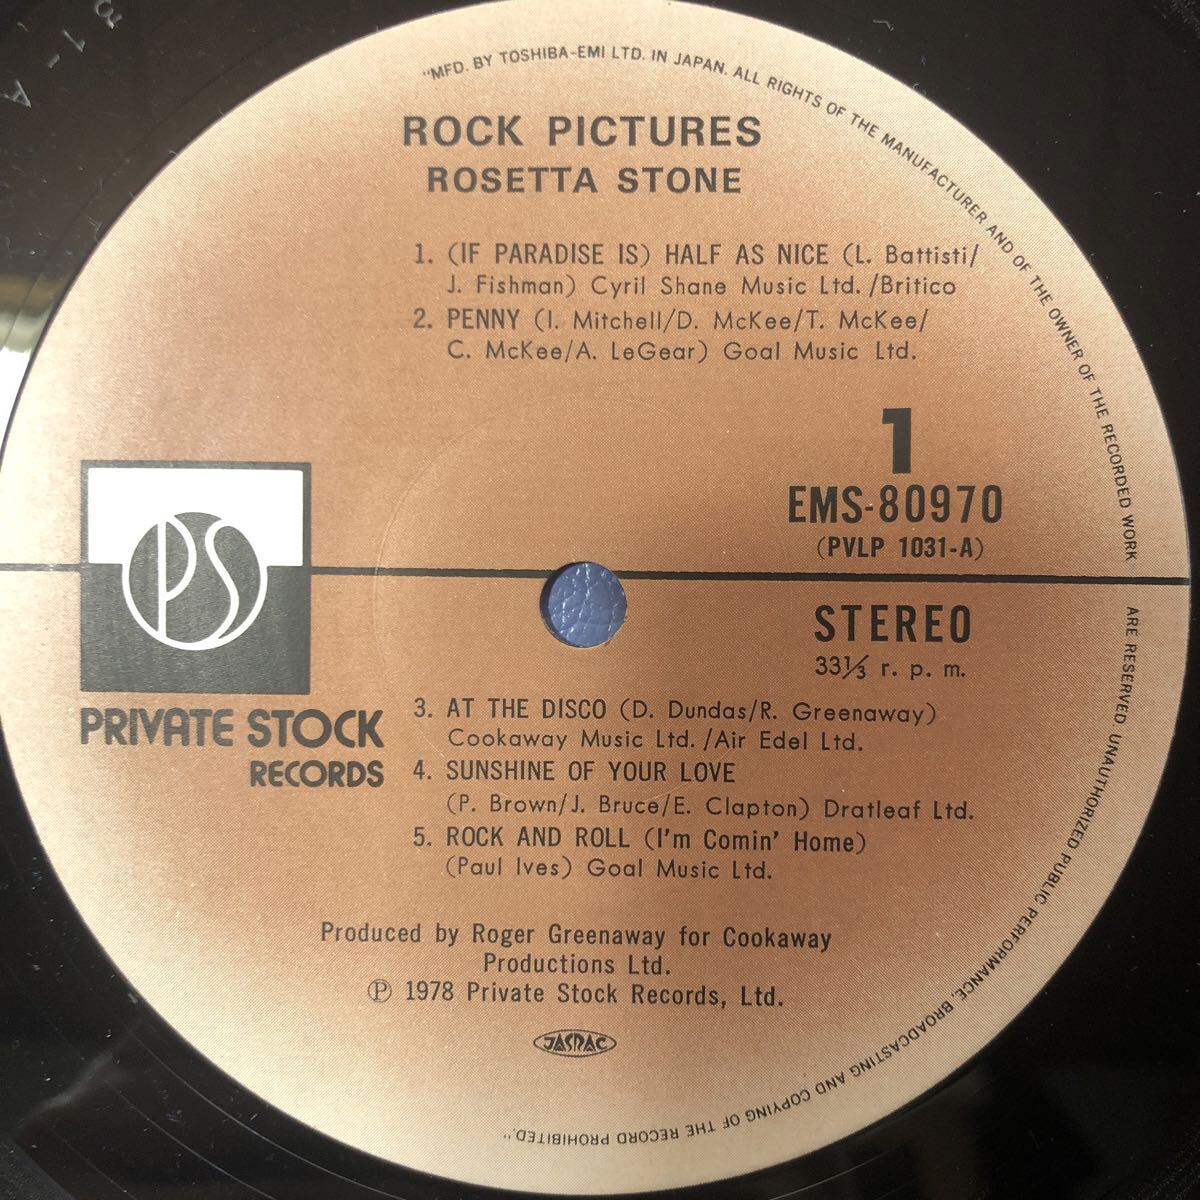 "MFD. BY TOSHIBA-EMI LTD. IN JAPAN. ALL RIGHTS OF THE MANUFACTURER AND OF THE OWNER OF THE RECORDED WORK
ROCK PICTURES
ROSETTA STONE
1. (IF PARADISE IS) HALF AS NICE (L. Battisti/
J. Fishman) Cyril Shane Music Ltd. /Britico
2. PENNY (I. Mitchell/D. McKee/T. McKee/
C. McKee/A. LeGear) Goal Music Ltd.
1
EMS-80970
(PVLP 1031-A)
PS
PRIVATE STOCK
RECORDS
STEREO
33⅓ r. p. m.
3. AT THE DISCO (D. Dundas/R. Greenaway)
Cookaway Music Ltd. /Air Edel Ltd.
4. SUNSHINE OF YOUR LOVE
(P. Brown/J. Bruce/E. Clapton) Dratleaf Ltd.
5. ROCK AND ROLL (I'm Comin' Home)
(Paul Ives) Goal Music Ltd.
Produced by Roger Greenaway for Cookaway
Productions Ltd.
℗ 1978 Private Stock Records, Ltd.
JASRAC
ARE RESERVED. UNAUTHORIZED PUBLIC PERFORMANCE, BROADCASTING AND COPYING OF THE RECORD PROHIBITED."